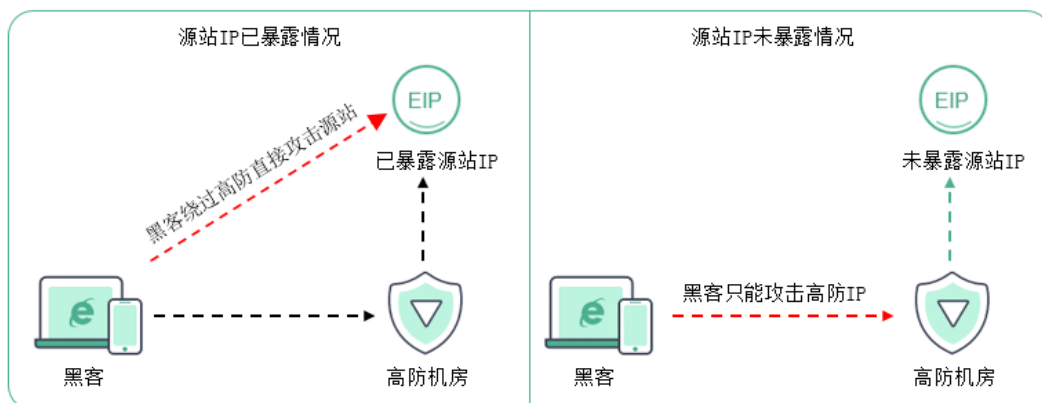 源站IP已暴露情况
EIP
黑客绕过高防直接攻击源站
已暴露源站IP
黑客
高防机房
源站IP未暴露情况
EIP
未暴露源站IP
黑客只能攻击高防IP
黑客
高防机房